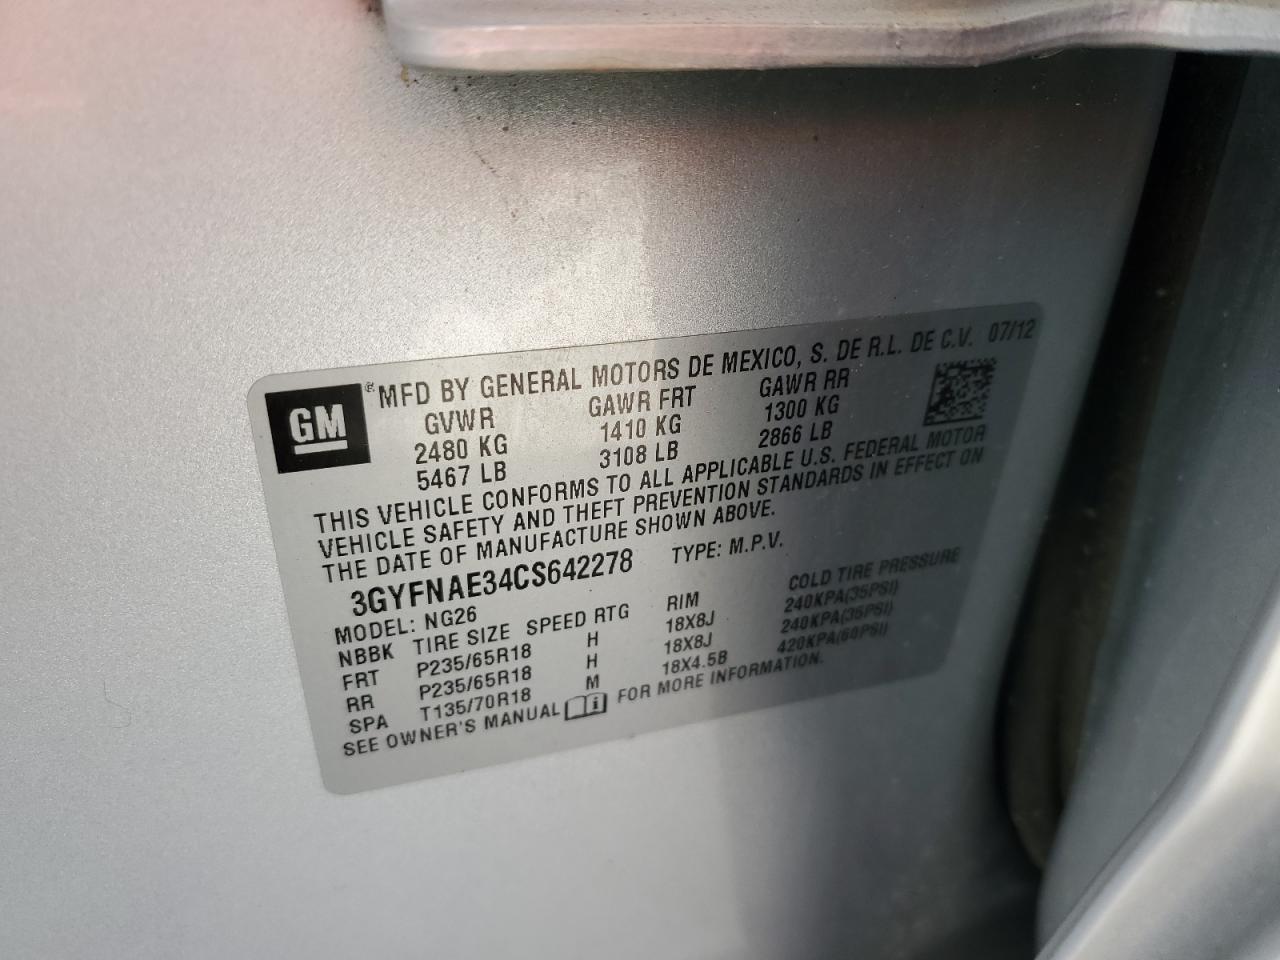 GM ® MFD BY GENERAL MOTORS DE MEXICO, S. DE R.L. DE C.V. 07/12
GVWR GAWR FRT GAWR RR
2480 KG 1410 KG 1300 KG
5467 LB 3108 LB 2866 LB
THIS VEHICLE CONFORMS TO ALL APPLICABLE U.S. FEDERAL MOTOR
VEHICLE SAFETY AND THEFT PREVENTION STANDARDS IN EFFECT ON
THE DATE OF MANUFACTURE SHOWN ABOVE.
3GYFNAE34CS642278 TYPE: M.P.V.
MODEL: NG26
NBBK TIRE SIZE SPEED RTG RIM COLD TIRE PRESSURE
FRT P235/65R18 H 18X8J 240KPA(35PSI)
RR P235/65R18 H 18X8J 240KPA(35PSI)
SPA T135/70R18 M 18X4.5B 420KPA(60PSI)
SEE OWNER'S MANUAL FOR MORE INFORMATION.